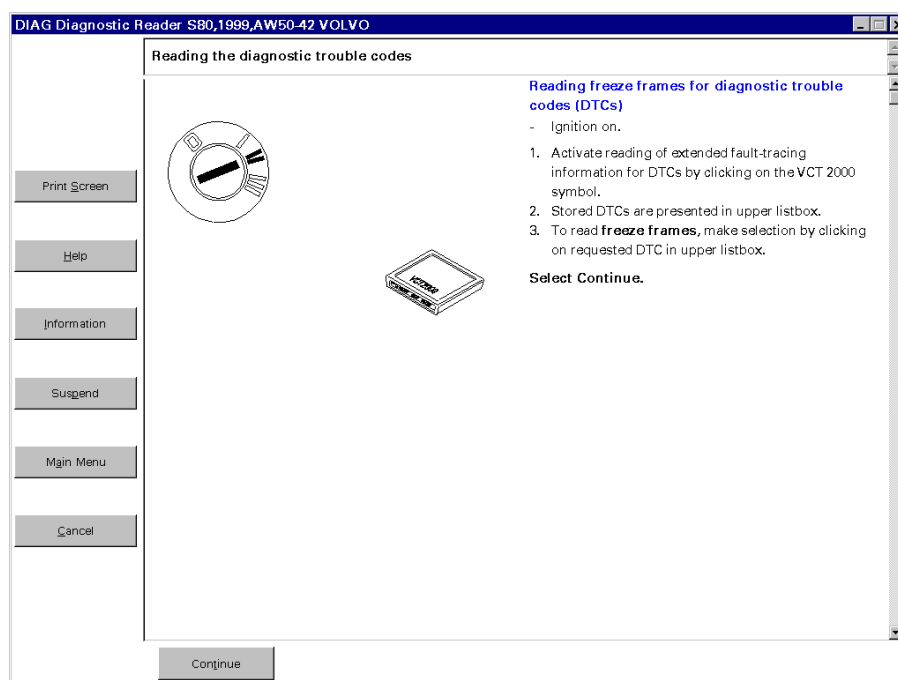 DIAG Diagnostic Reader S80,1999,AW50-42 VOLVO
Reading the diagnostic trouble codes
Print Screen
Help
Information
Suspend
Main Menu
Cancel
VCT2000
Reading freeze frames for diagnostic trouble
codes (DTCs)
- Ignition on.
1. Activate reading of extended fault-tracing
information for DTCs by clicking on the VCT 2000
symbol.
2. Stored DTCs are presented in upper listbox.
3. To read freeze frames, make selection by clicking
on requested DTC in upper listbox.
Select Continue.
Continue